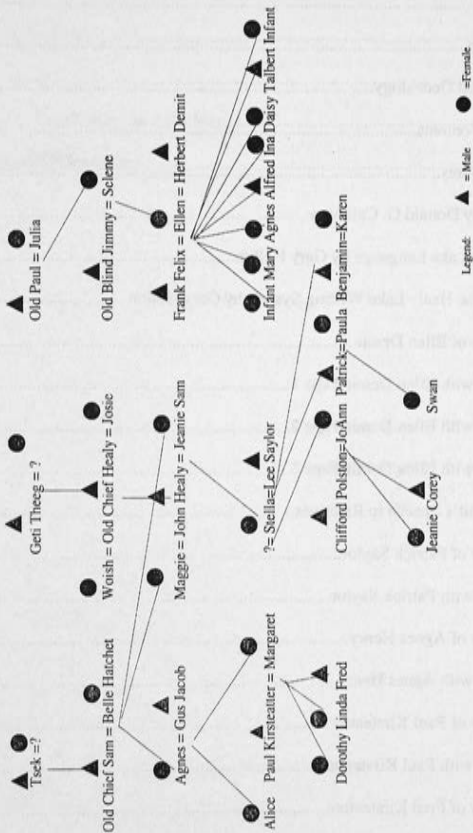 Tsek =? Geti Theeg = ? Old Paul = Julia
Old Chief Sam = Belle Hatchet Woish = Old Chief Healy = Josie Old Blind Jimmy = Selene
Agnes = Gus Jacob Maggie = John Healy = Jeanie Sam Frank Felix = Ellen = Herbert Demit
Alice Paul Kirsteatter = Margaret ?= Stella=Lee Saylor Infant Mary Agnes Alfred Ina Daisy Talbert Infant
Dorothy Linda Fred Clifford Polston=JoAnn Patrick=Paula Benjamin=Karen
Jeanie Corey Swan
Legend: = Male = Female